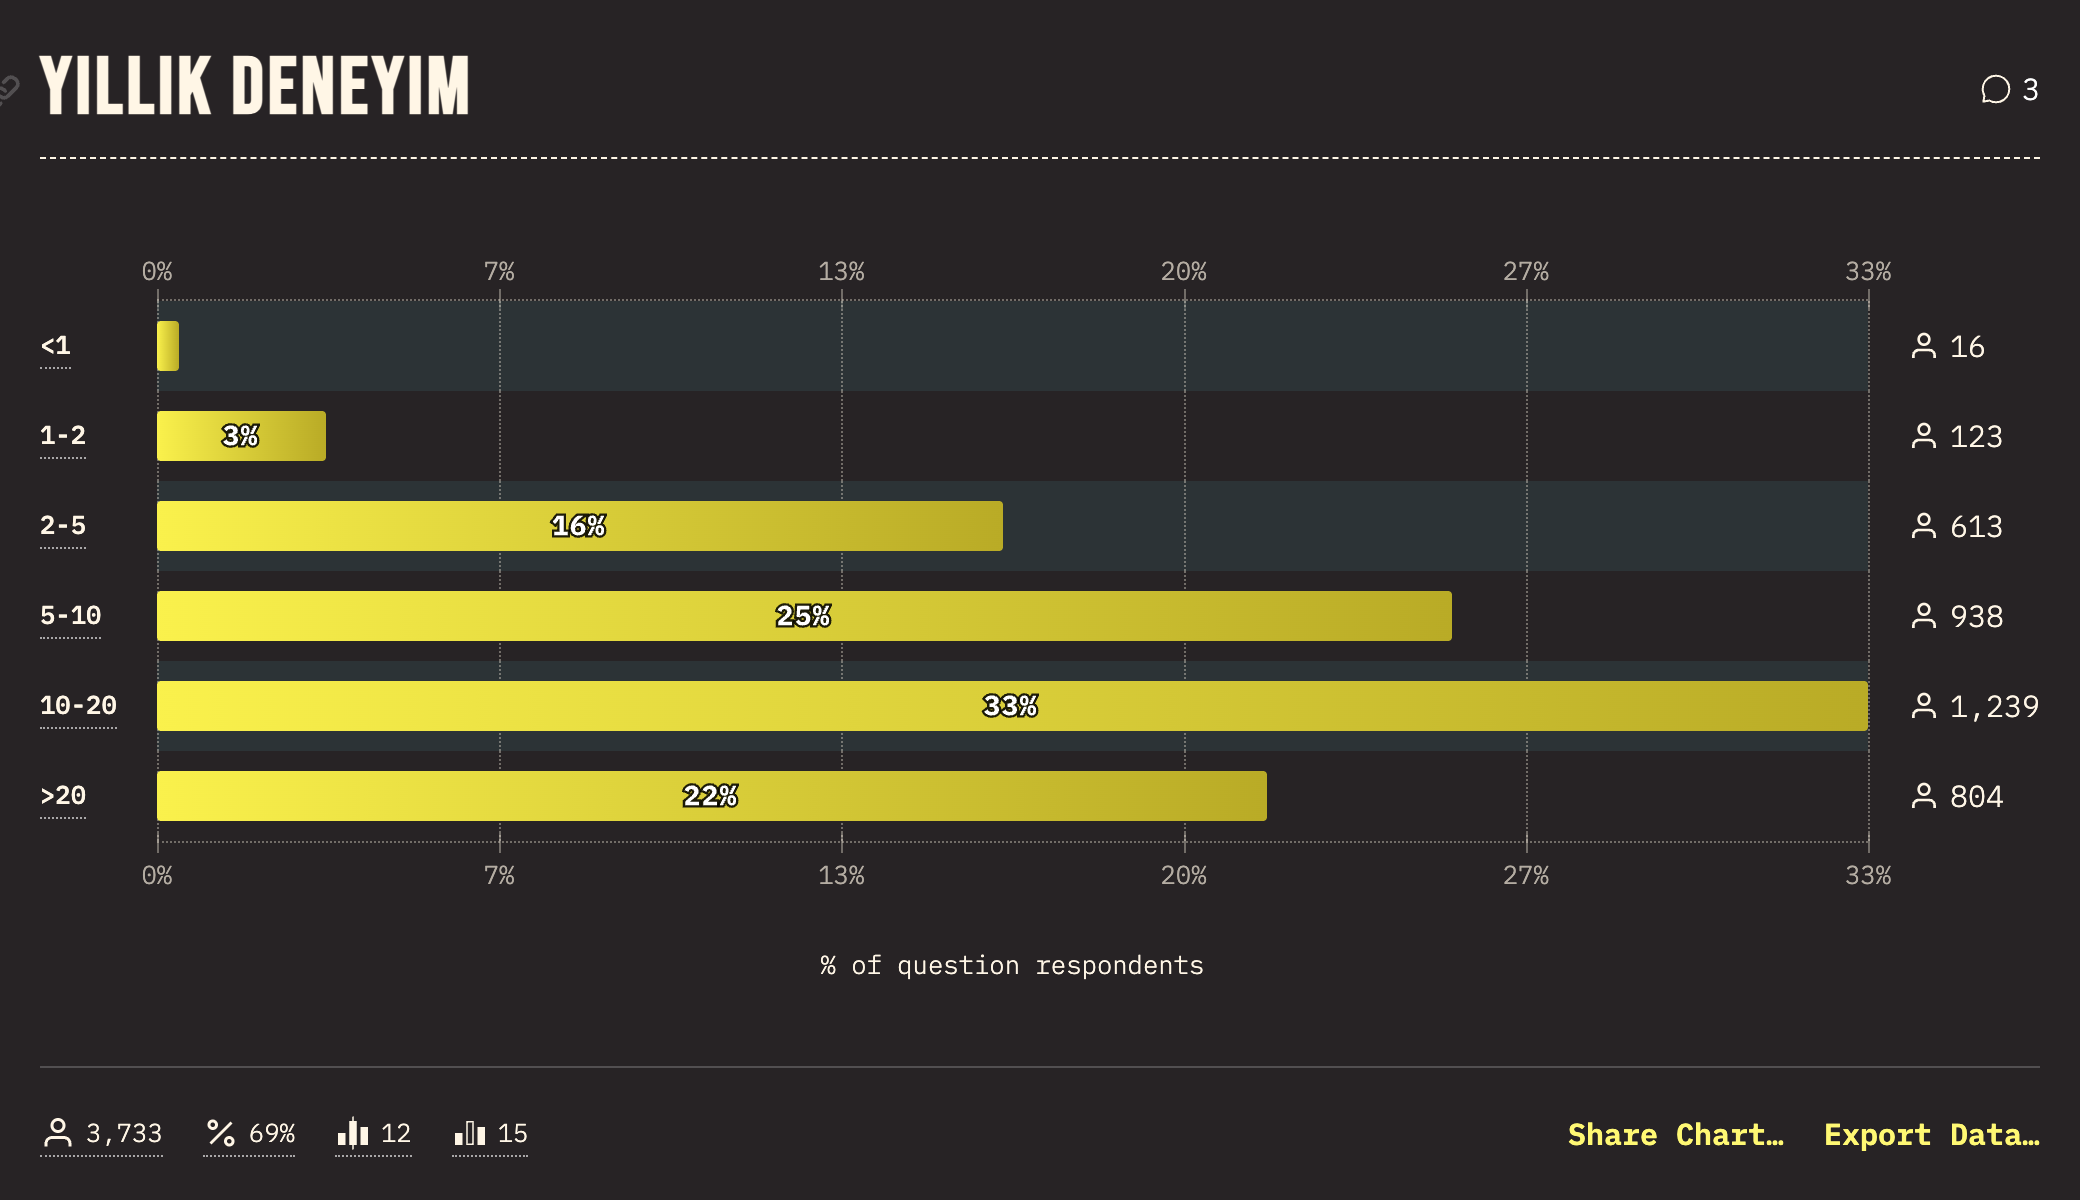 YILLIK DENEYIM
3
0% 7% 13% 20% 27% 33%
<1 16
1-2 3% 123
2-5 16% 613
5-10 25% 938
10-20 33% 1,239
>20 22% 804
0% 7% 13% 20% 27% 33%
% of question respondents
3,733 69% 12 15 Share Chart… Export Data…